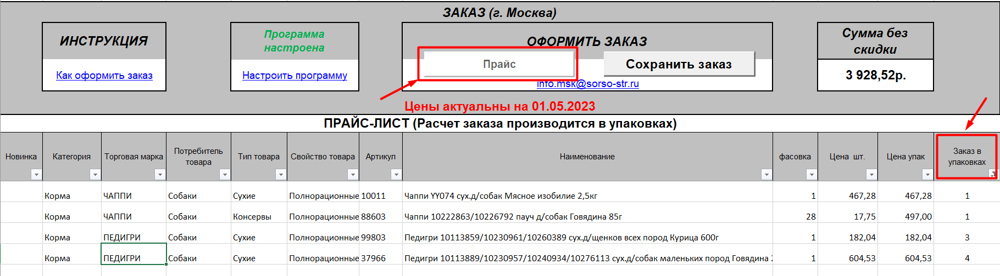 ЗАКАЗ (г. Москва)
ИНСТРУКЦИЯ
Как оформить заказ
Программа
настроена
Настроить программу
ОФОРМИТЬ ЗАКАЗ
Прайс
Сохранить заказ
info.msk@sorso-str.ru
Сумма без
скидки
3 928,52р.
Цены актуальны на 01.05.2023
ПРАЙС-ЛИСТ (Расчет заказа производится в упаковках)
Новинка Категория Торговая марка Потребитель товара Тип товара Свойство товара Артикул Наименование фасовка Цена шт. Цена упак Заказ в упаковках
Корма ЧАППИ Собаки Сухие Полнорационные 10011 Чаппи YY074 сух.д/собак Мясное изобилие 2,5кг 1 467,28 467,28 1
Корма ЧАППИ Собаки Консервы Полнорационные 88603 Чаппи 10222863/10226792 пауч д/собак Говядина 85г 28 17,75 497,00 1
Корма ПЕДИГРИ Собаки Сухие Полнорационные 99803 Педигри 10113859/10230961/10260389 сух.д/щенков всех пород Курица 600г 1 182,04 182,04 3
Корма ПЕДИГРИ Собаки Сухие Полнорационные 37966 Педигри 10113889/10230957/10240934/10276113 сух.д/собак маленьких пород Говядина 1 604,53 604,53 4